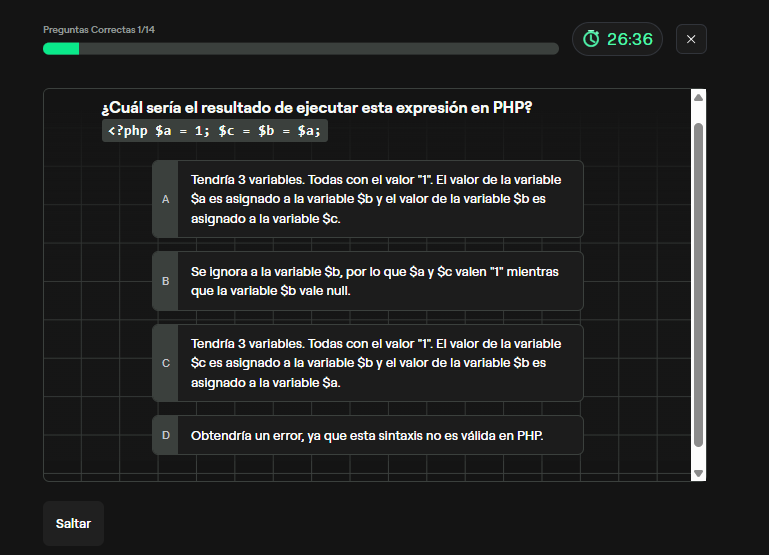 Preguntas Correctas 1/14
26:36
¿Cuál sería el resultado de ejecutar esta expresión en PHP?
<?php $a = 1; $c = $b = $a;
A
Tendría 3 variables. Todas con el valor "1". El valor de la variable
$a es asignado a la variable $b y el valor de la variable $b es
asignado a la variable $c.
B
Se ignora a la variable $b, por lo que $a y $c valen "1" mientras
que la variable $b vale null.
C
Tendría 3 variables. Todas con el valor "1". El valor de la variable
$c es asignado a la variable $b y el valor de la variable $b es
asignado a la variable $a.
D
Obtendría un error, ya que esta sintaxis no es válida en PHP.
Saltar